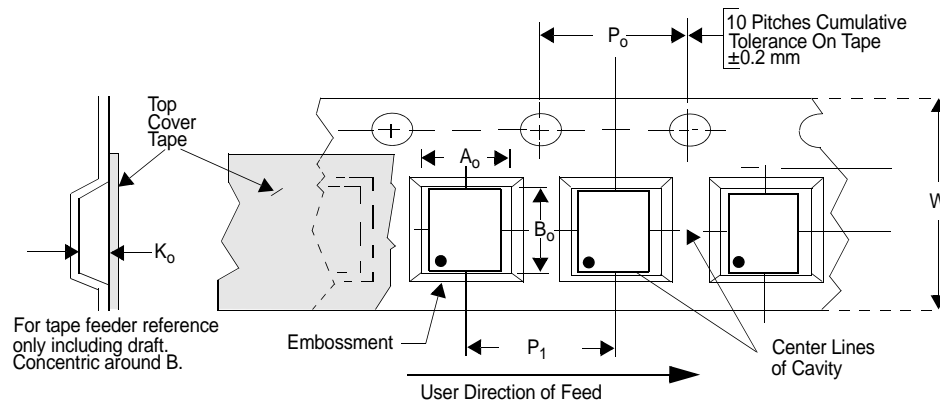 10 Pitches Cumulative
Tolerance On Tape
±0.2 mm
Po
Top
Cover
Tape
Ao
W
Bo
Ko
For tape feeder reference
only including draft.
Concentric around B.
Embossment
P1
Center Lines
of Cavity
User Direction of Feed